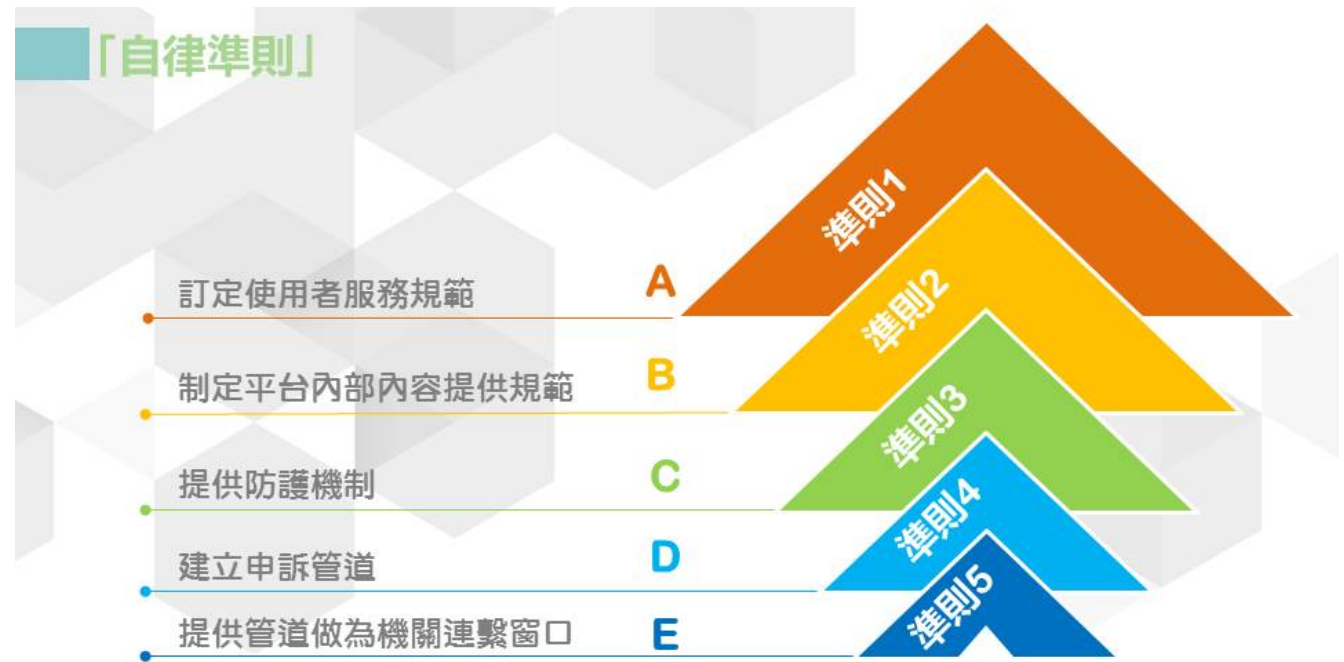 「自律準則」
訂定使用者服務規範 A 準則1
制定平台內部內容提供規範 B 準則2
提供防護機制 C 準則3
建立申訴管道 D 準則4
提供管道做為機關連繫窗口 E 準則5